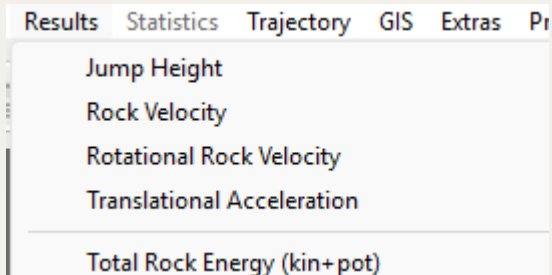 Results Statistics Trajectory GIS Extras
Jump Height
Rock Velocity
Rotational Rock Velocity
Translational Acceleration
Total Rock Energy (kin+pot)